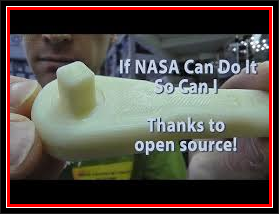 If NASA Can Do It
So Can I
Thanks to
open source!